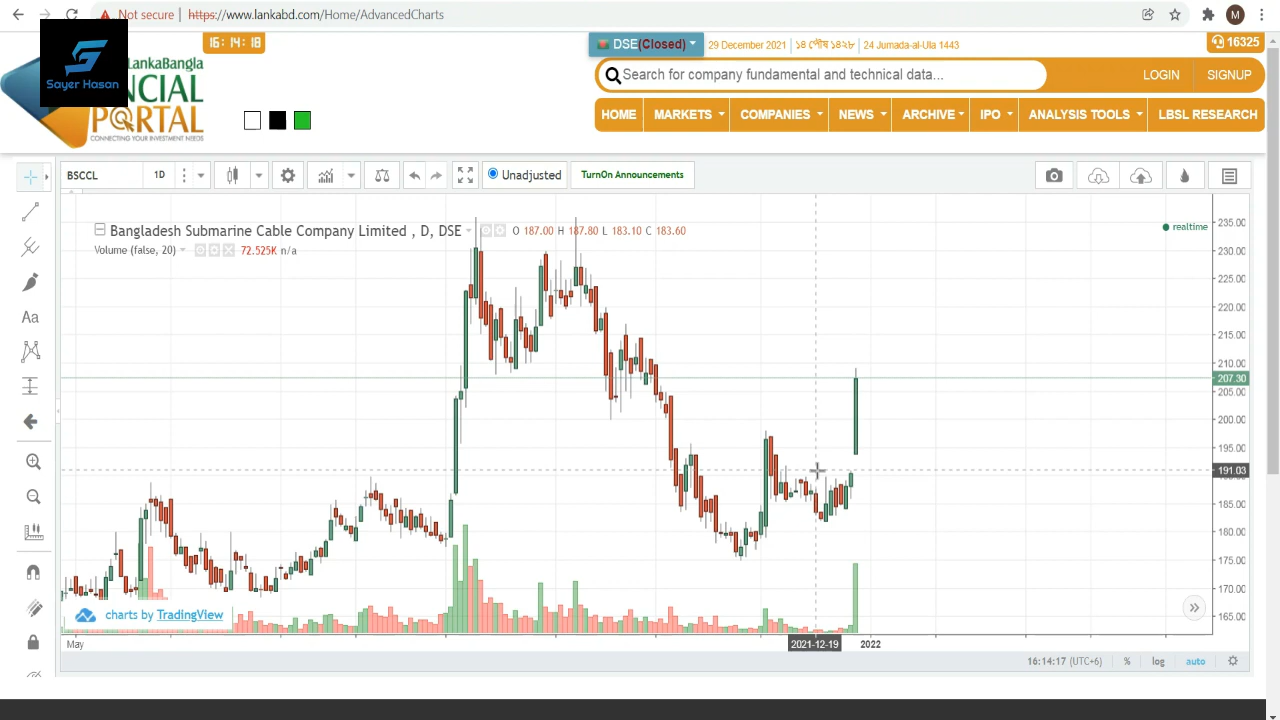 Not secure | https://www.lankabd.com/Home/AdvancedCharts
M
Sayer Hasan
16: 14: 18
LankaBangla
NCIAL
PORTAL
CONNECTING YOUR INVESTMENT NEEDS
DSE(Closed)
29 December 2021 | ১৪ পৌষ ১৪২৮ | 24 Jumada-al-Ula 1443
16325
Search for company fundamental and technical data...
LOGIN
SIGNUP
HOME
MARKETS
COMPANIES
NEWS
ARCHIVE
IPO
ANALYSIS TOOLS
LBSL RESEARCH
BSCCL
1D
Unadjusted
TurnOn Announcements
Bangladesh Submarine Cable Company Limited , D, DSE
O 187.00 H 187.80 L 183.10 C 183.60
Volume (false, 20)
72.525K n/a
realtime
Aa
235.00
230.00
225.00
220.00
215.00
210.00
207.30
205.00
200.00
195.00
191.03
185.00
180.00
175.00
170.00
165.00
charts by TradingView
May
2021-12-19
2022
16:14:17 (UTC+6)
%
log
auto